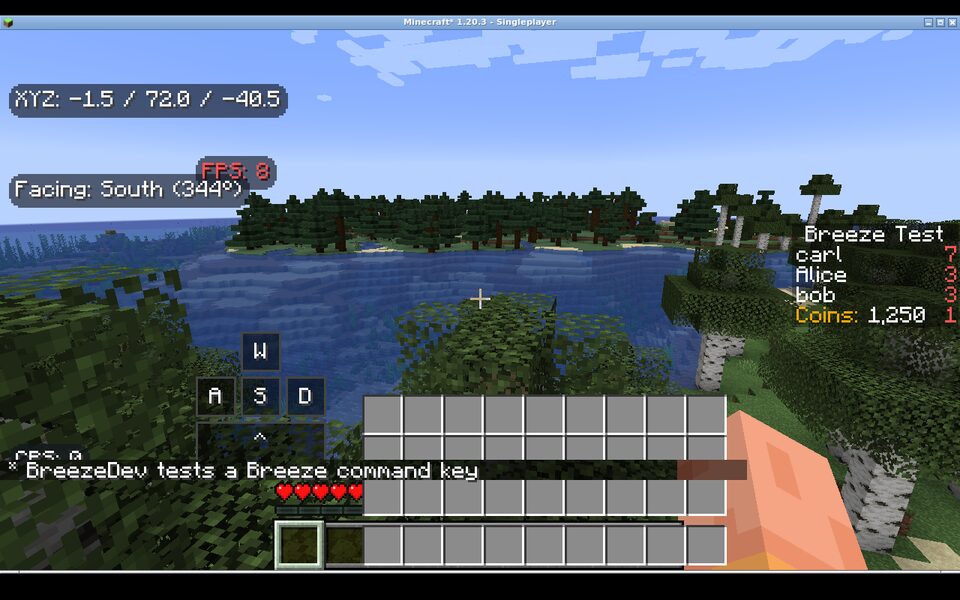 Minecraft* 1.20.3 - Singleplayer
XYZ: -1.5 / 72.0 / -40.5
FPS: 8
Facing: South (344º)
Breeze Test
carl 7
Alice 3
bob 3
Coins: 1,250 1
W
A S D
^
CPS: 0
* BreezeDev tests a Breeze command key